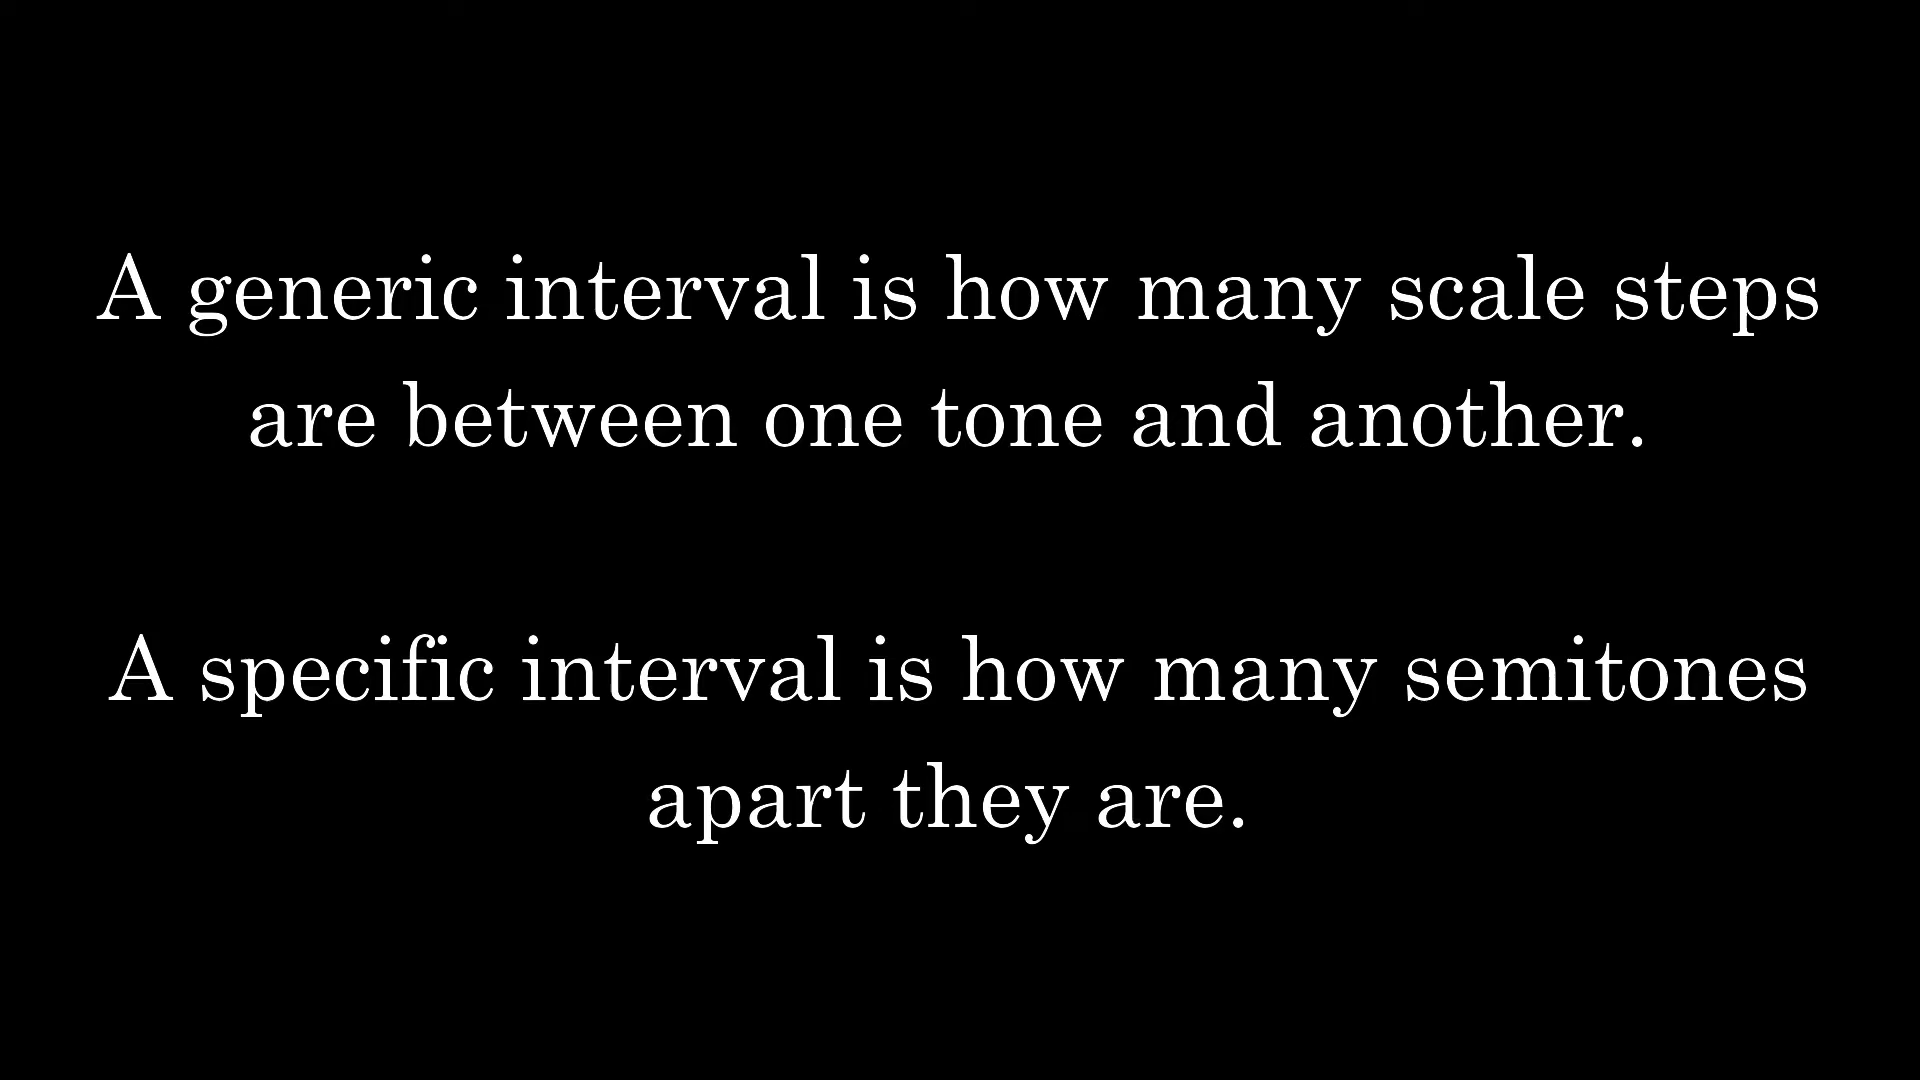 A generic interval is how many scale steps
are between one tone and another.
A specific interval is how many semitones
apart they are.